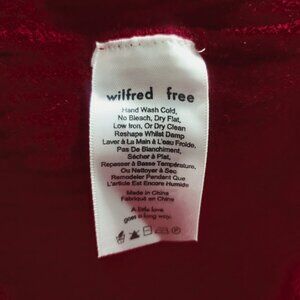 wilfred free
Hand Wash Cold,
No Bleach, Dry Flat,
Low Iron, Or Dry Clean
Reshape Whilst Damp
Laver à La Main à L'eau Froide,
Pas De Blanchiment,
Sécher à Plat,
Repasser à Basse Température,
Ou Nettoyer à Sec
Remodeler Pendant Que
L'article Est Encore Humide
Made in China
Fabriqué en Chine
A little love
goes a long way.